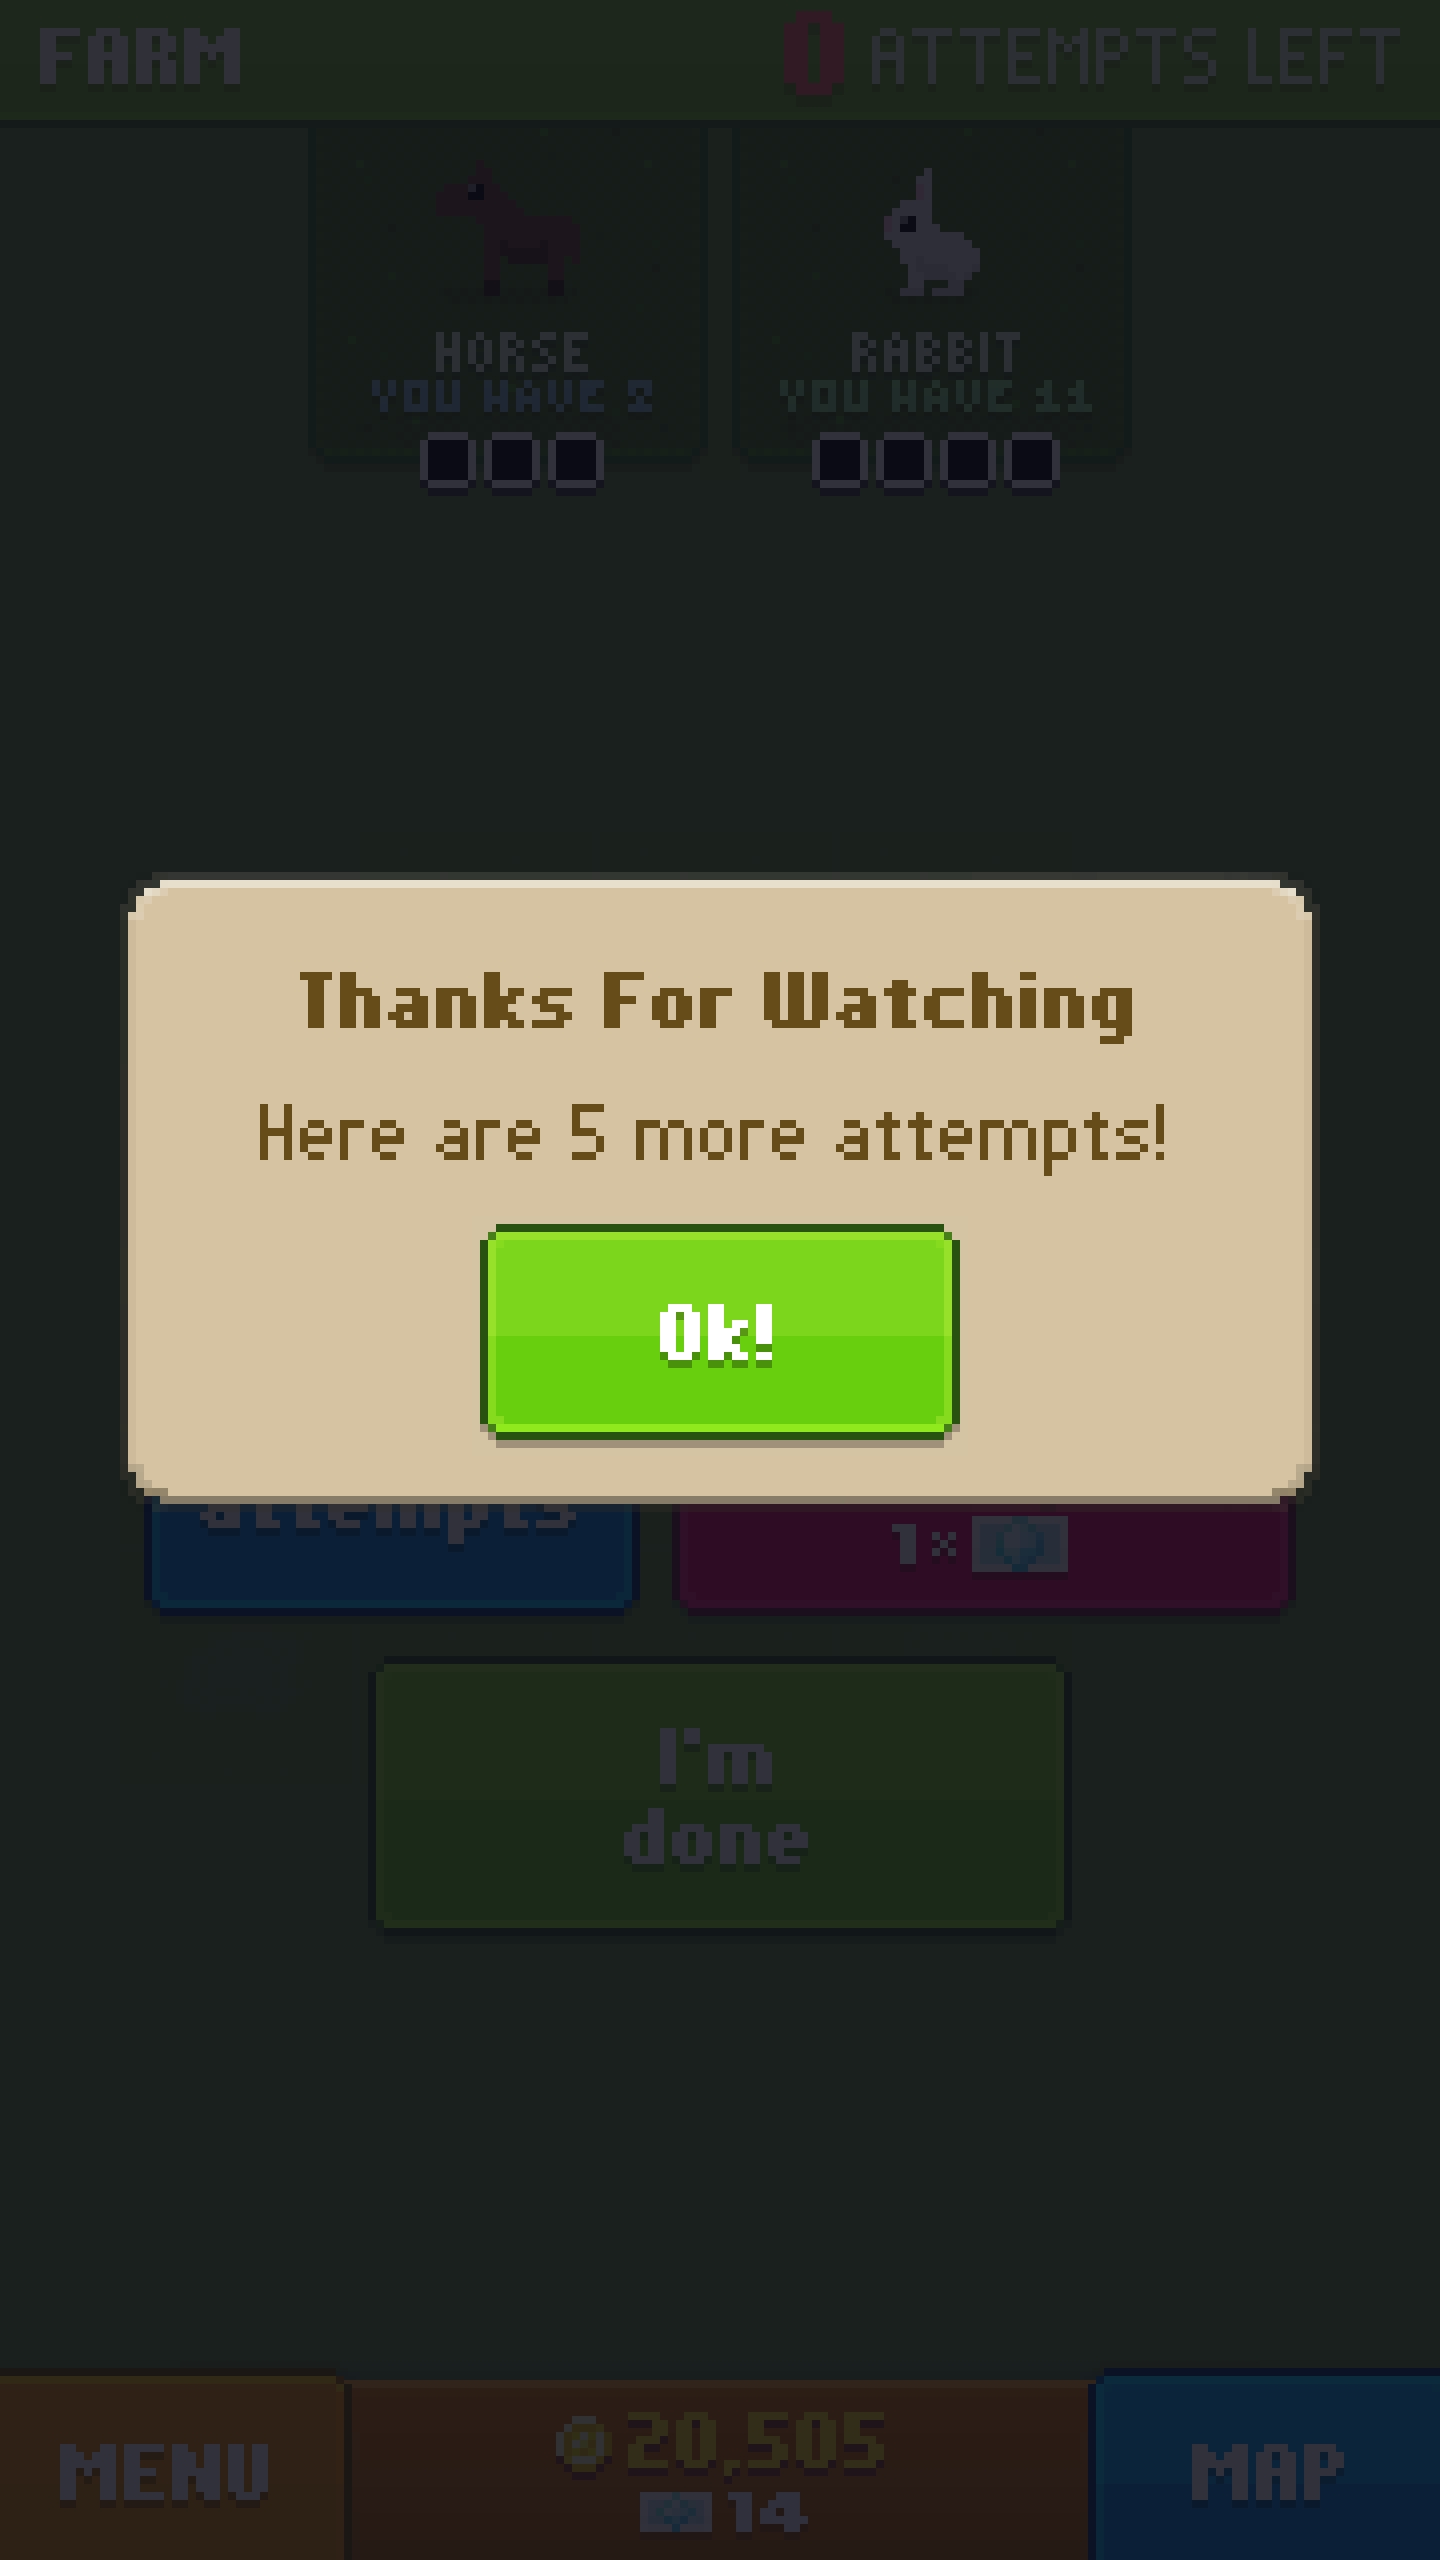 FARM
0 ATTEMPTS LEFT
HORSE
YOU HAVE 2
RABBIT
YOU HAVE 11
Thanks For Watching
Here are 5 more attempts!
Ok!
attempts
1×
I'm
done
MENU
20,505
14
MAP